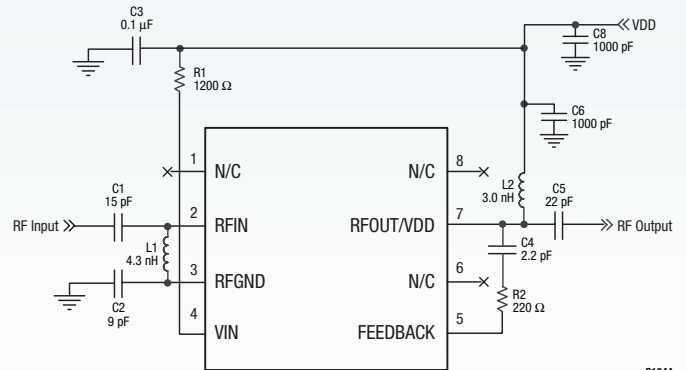 C3
0.1 µF
VDD
C8
1000 pF
R1
1200 Ω
C6
1000 pF
1
N/C
N/C
8
L2
3.0 nH
C5
22 pF
C1
15 pF
RF Input
2
RFIN
RFOUT/VDD
7
RF Output
L1
4.3 nH
C4
2.2 pF
3
RFGND
N/C
6
C2
9 pF
R2
220 Ω
4
VIN
FEEDBACK
5